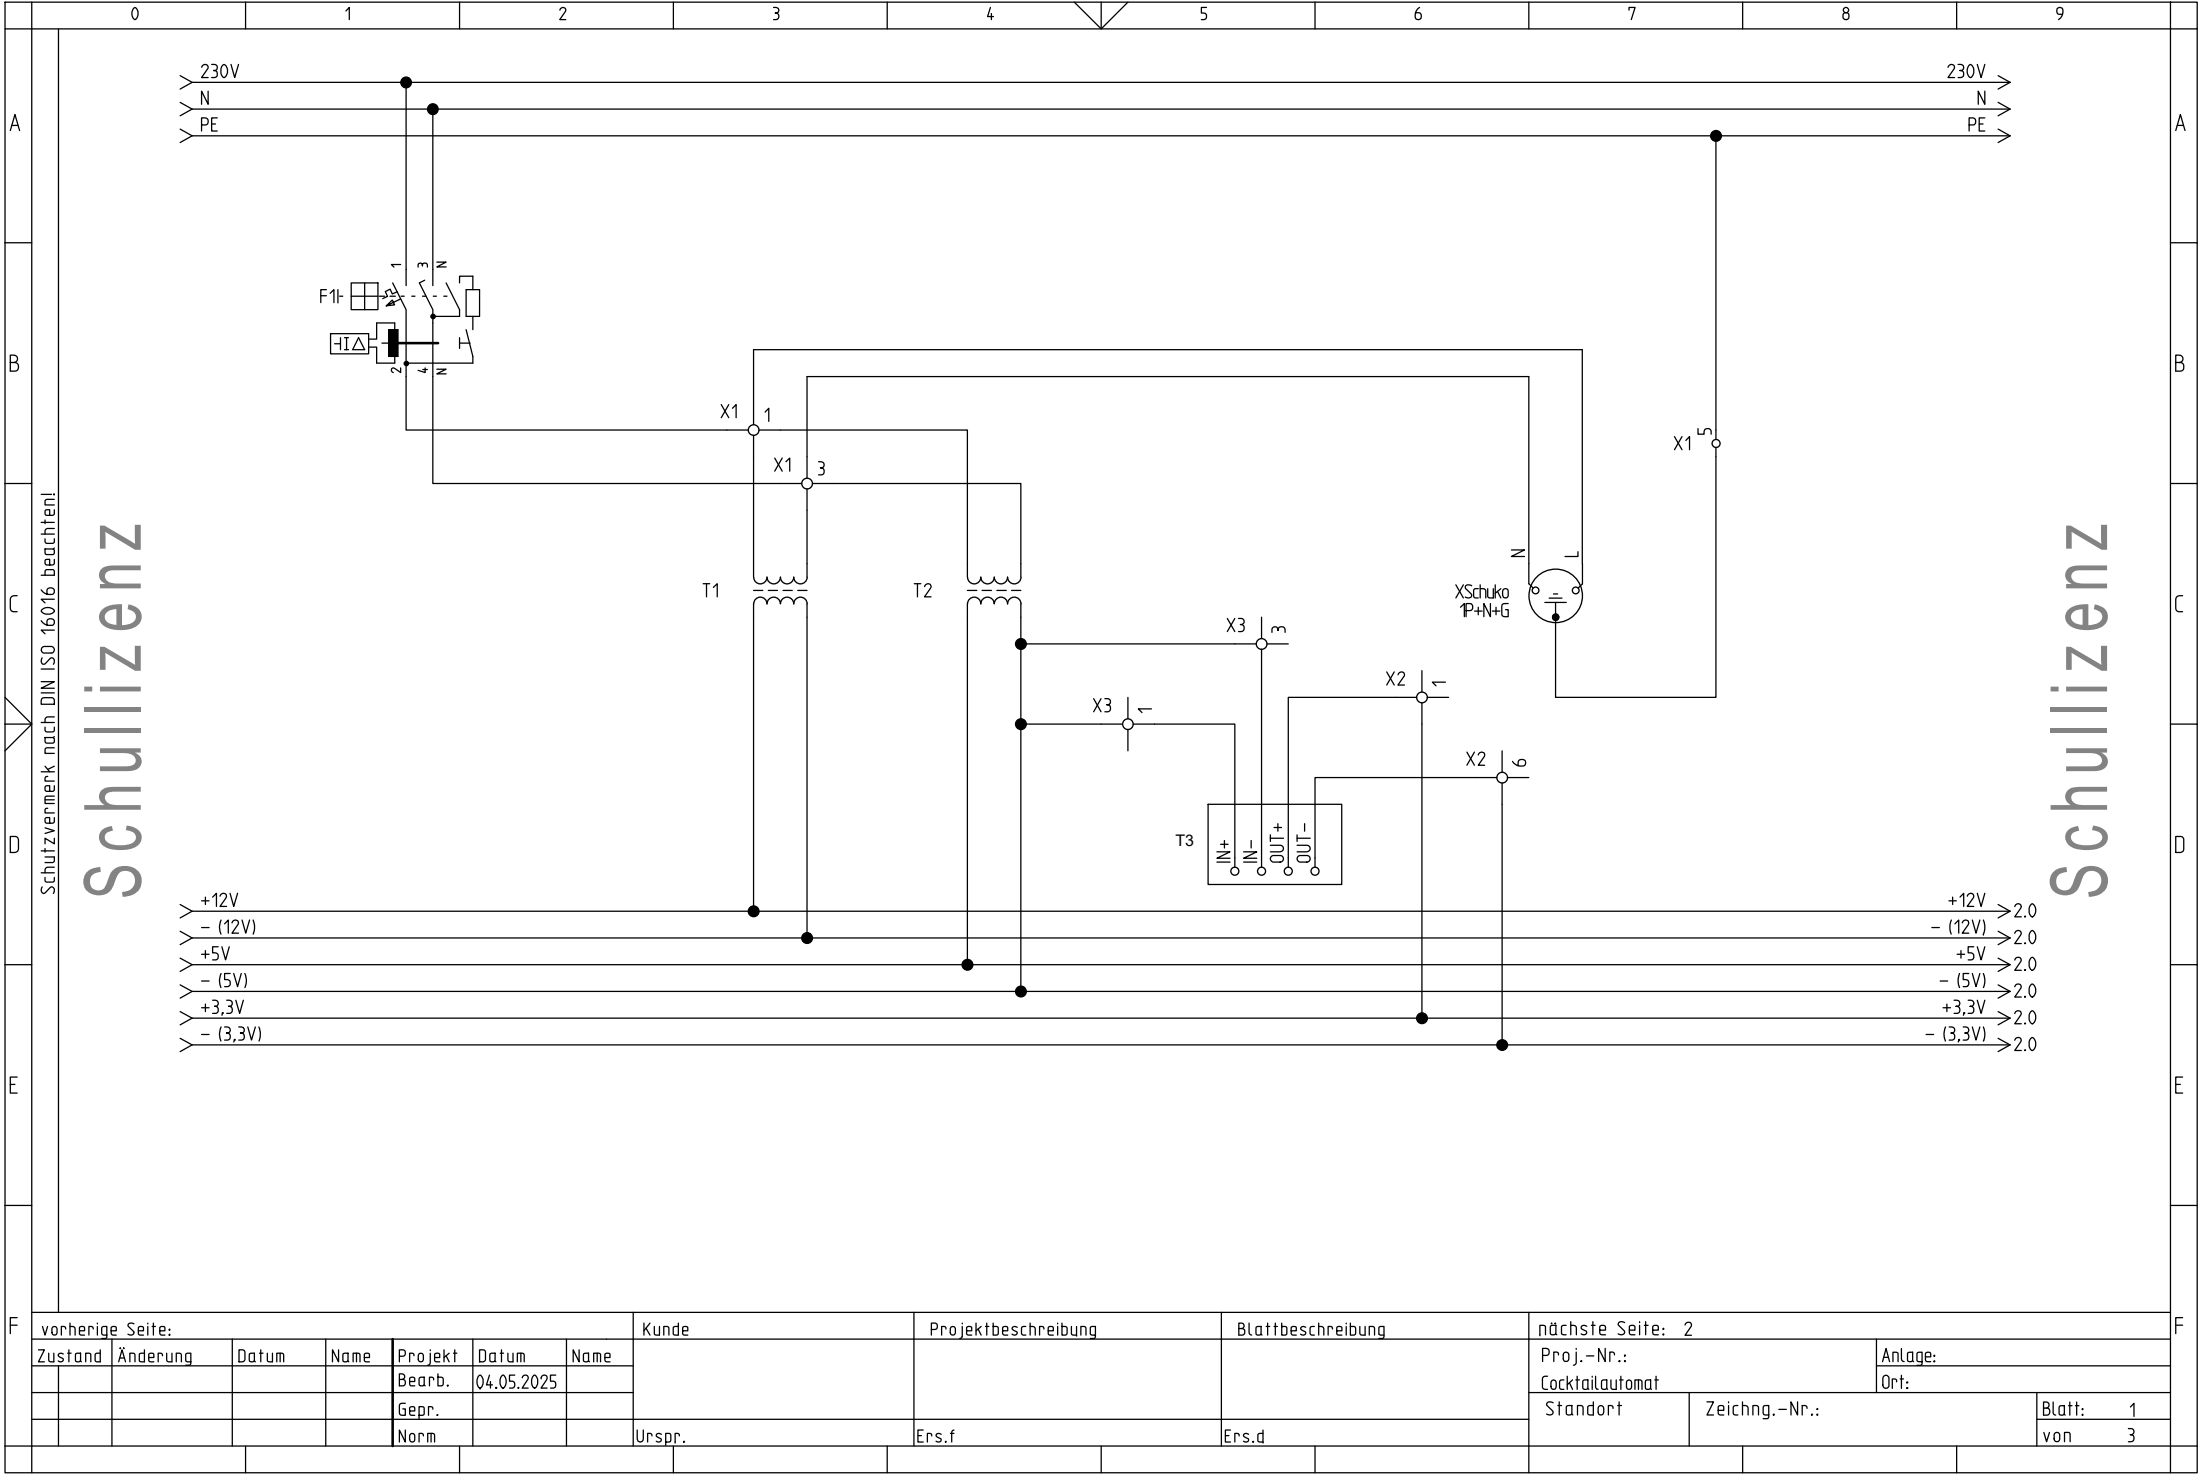 0 1 2 3 4 5 6 7 8 9
230V 230V
N N
PE PE
A A
1 3 N
F1
HI△
2 4 N
B B
X1 1
X1 3
X1 5
Schutzvermerk nach DIN ISO 16016 beachten!
Schullizenz
Schullizenz
N L
T1
T2
XSchuko
1P+N+G
C C
X3 3
X2 1
X3 1
X2 6
T3
IN+
IN-
OUT+
OUT-
D D
+12V +12V 2.0
- (12V) - (12V) 2.0
+5V +5V 2.0
- (5V) - (5V) 2.0
+3,3V +3,3V 2.0
- (3,3V) - (3,3V) 2.0
E E
F F
vorherige Seite: Kunde Projektbeschreibung Blattbeschreibung nächste Seite: 2
Zustand Änderung Datum Name Projekt Datum Name Proj.-Nr.: Anlage:
Bearb. 04.05.2025 Cocktailautomat Ort:
Gepr. Standort Zeichng.-Nr.: Blatt: 1
Norm Urspr. Ers.f Ers.d von 3